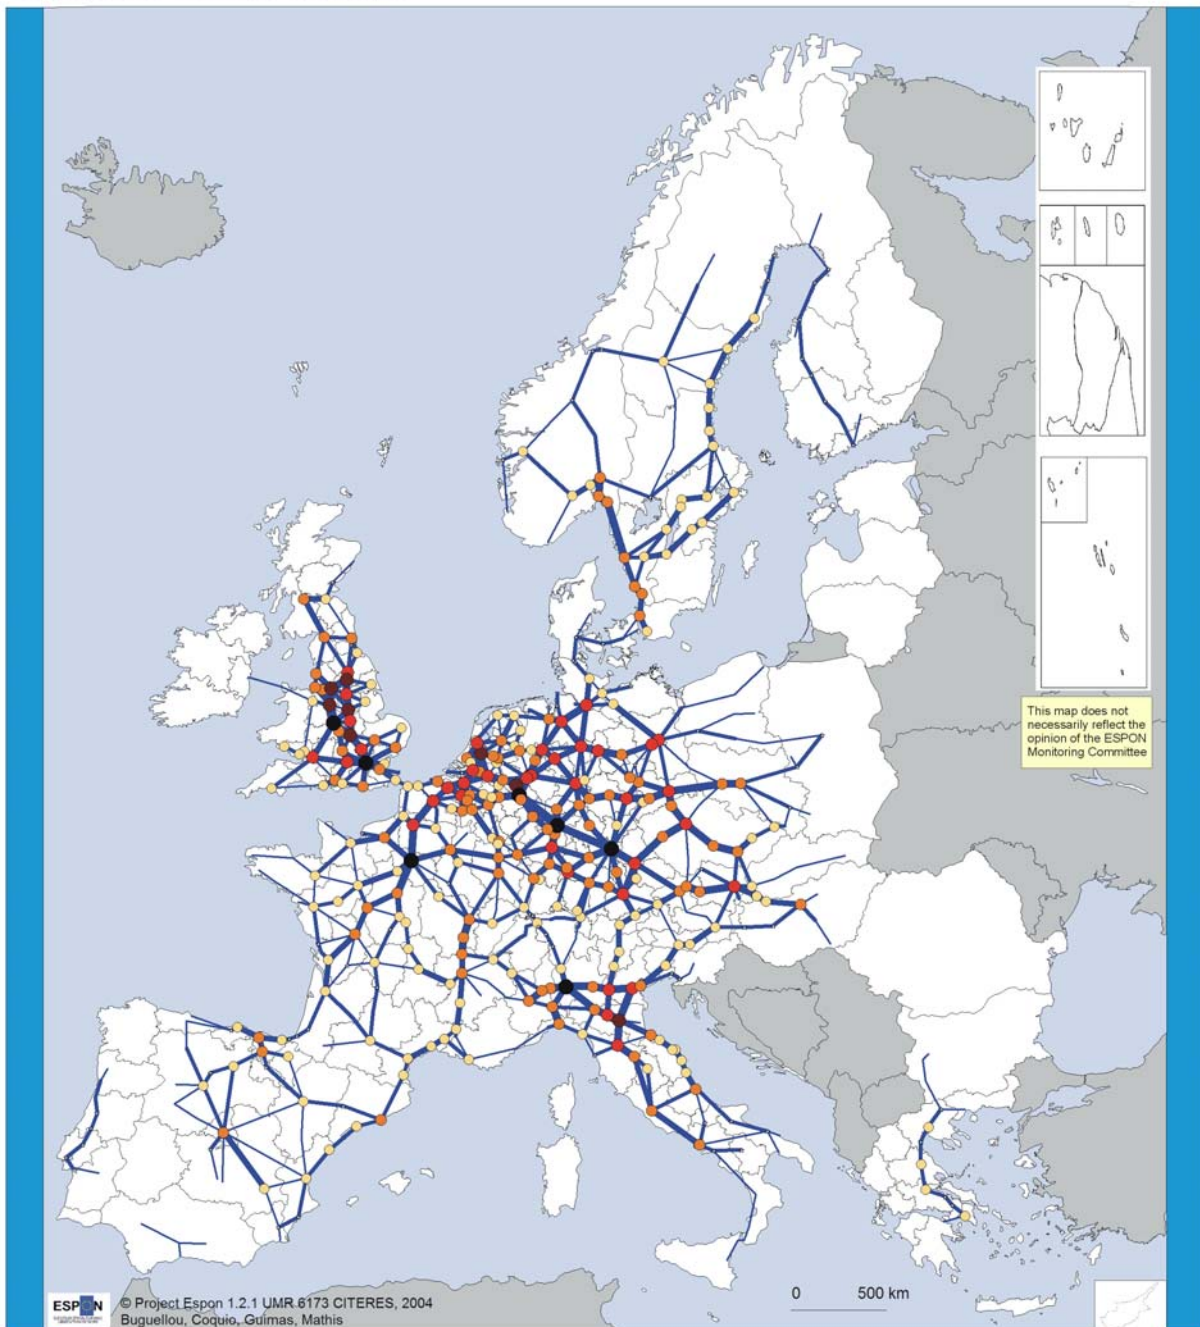 This map does not
necessarily reflect the
opinion of the ESPON
Monitoring Committee
0 500 km
ESPON
© Project Espon 1.2.1 UMR 6173 CITERES, 2004
Buguellou, Coquio, Guimas, Mathis